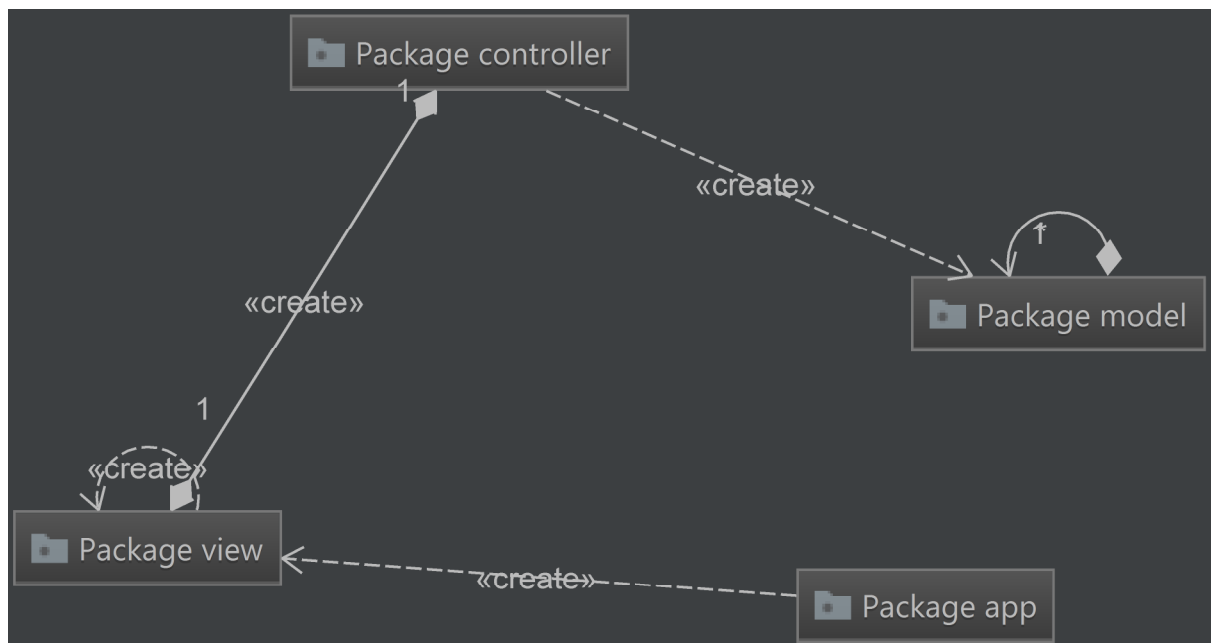 Package controller
1
«create»
1
Package model
«create»
1
«create»
Package view
«create»
Package app